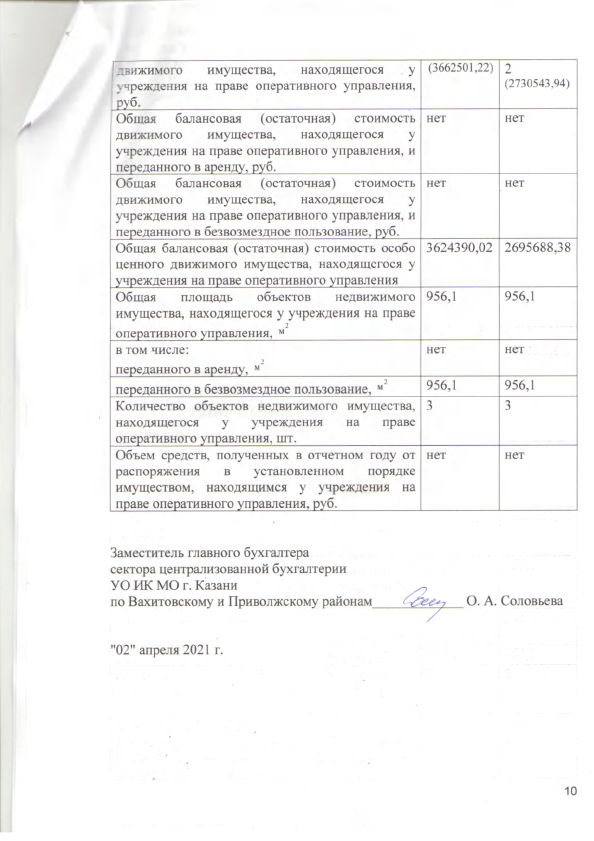 движимого имущества, находящегося у (3662501,22) 2
учреждения на праве оперативного управления, (2730543,94)
руб.
Общая балансовая (остаточная) стоимость нет нет
движимого имущества, находящегося у
учреждения на праве оперативного управления, и
переданного в аренду, руб.
Общая балансовая (остаточная) стоимость нет нет
движимого имущества, находящегося у
учреждения на праве оперативного управления, и
переданного в безвозмездное пользование, руб.
Общая балансовая (остаточная) стоимость особо 3624390,02 2695688,38
ценного движимого имущества, находящегося у
учреждения на праве оперативного управления
Общая площадь объектов недвижимого 956,1 956,1
имущества, находящегося у учреждения на праве
оперативного управления, м²
в том числе: нет нет
переданного в аренду, м²
переданного в безвозмездное пользование, м² 956,1 956,1
Количество объектов недвижимого имущества, 3 3
находящегося у учреждения на праве
оперативного управления, шт.
Объем средств, полученных в отчетном году от нет нет
распоряжения в установленном порядке
имуществом, находящимся у учреждения на
праве оперативного управления, руб.
Заместитель главного бухгалтера
сектора централизованной бухгалтерии
УО ИК МО г. Казани
по Вахитовскому и Приволжскому районам О. А. Соловьева
"02" апреля 2021 г.
10